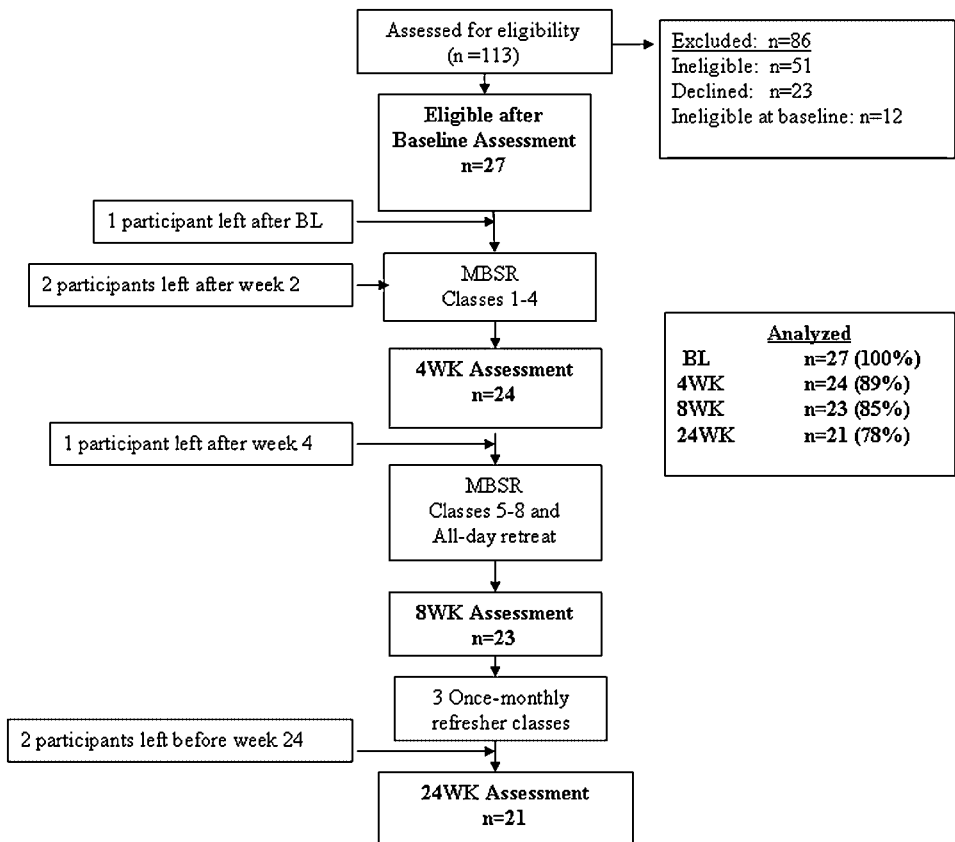 Assessed for eligibility
(n =113)
Excluded: n=86
Ineligible: n=51
Declined: n=23
Ineligible at baseline: n=12
Eligible after
Baseline Assessment
n=27
1 participant left after BL
2 participants left after week 2
MBSR
Classes 1-4
4WK Assessment
n=24
Analyzed
BL n=27 (100%)
4WK n=24 (89%)
8WK n=23 (85%)
24WK n=21 (78%)
1 participant left after week 4
MBSR
Classes 5-8 and
All-day retreat
8WK Assessment
n=23
3 Once-monthly
refresher classes
2 participants left before week 24
24WK Assessment
n=21